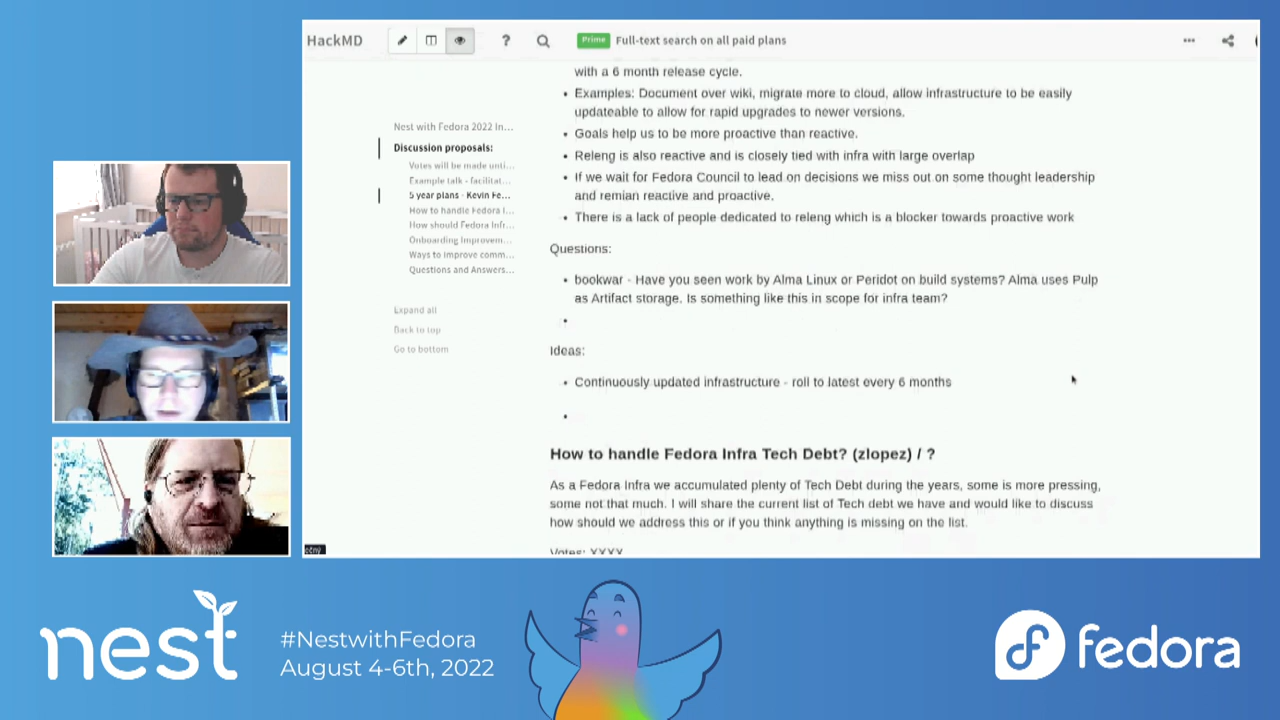 HackMD
?
Prime Full-text search on all paid plans
Nest with Fedora 2022 In...
Discussion proposals:
Votes will be made unti...
Example talk - facilitat...
5 year plans - Kevin Fe...
How to handle Fedora I...
How should Fedora Infr...
Onboarding Improvem...
Ways to improve comm...
Questions and Answers...
Expand all
Back to top
Go to bottom
with a 6 month release cycle.
• Examples: Document over wiki, migrate more to cloud, allow infrastructure to be easily
updateable to allow for rapid upgrades to newer versions.
• Goals help us to be more proactive than reactive.
• Releng is also reactive and is closely tied with infra with large overlap
• If we wait for Fedora Council to lead on decisions we miss out on some thought leadership
and remian reactive and proactive.
• There is a lack of people dedicated to releng which is a blocker towards proactive work
Questions:
• bookwar - Have you seen work by Alma Linux or Peridot on build systems? Alma uses Pulp
as Artifact storage. Is something like this in scope for infra team?
•
Ideas:
• Continuously updated infrastructure - roll to latest every 6 months
•
How to handle Fedora Infra Tech Debt? (zlopez) / ?
As a Fedora Infra we accumulated plenty of Tech Debt during the years, some is more pressing,
some not that much. I will share the current list of Tech debt we have and would like to discuss
how should we address this or if you think anything is missing on the list.
Votes: XXXX
nest
#NestwithFedora
August 4-6th, 2022
fedora